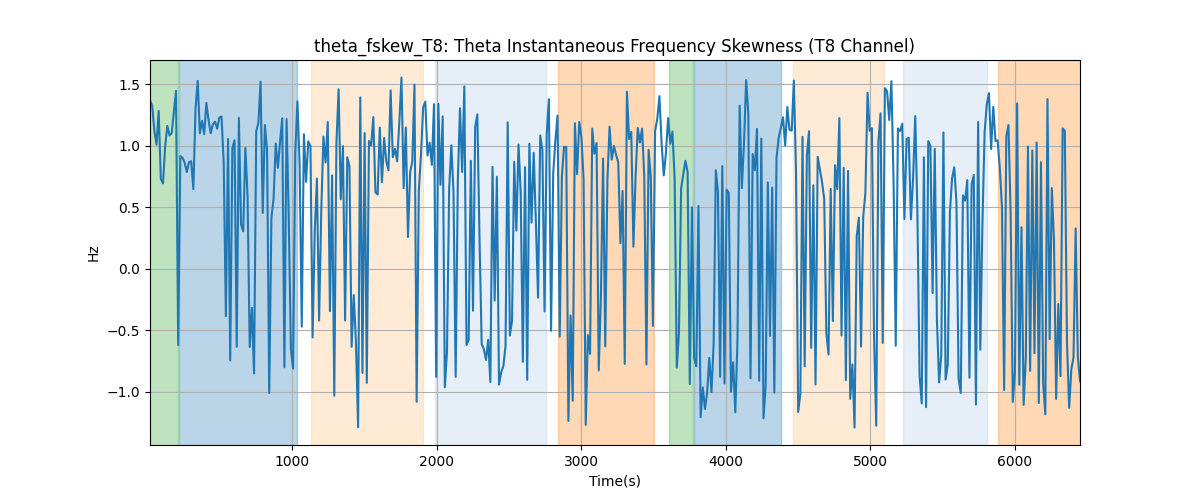 theta_fskew_T8: Theta Instantaneous Frequency Skewness (T8 Channel)
1.5
1.0
0.5
0.0
−0.5
−1.0
Hz
1000 2000 3000 4000 5000 6000
Time(s)